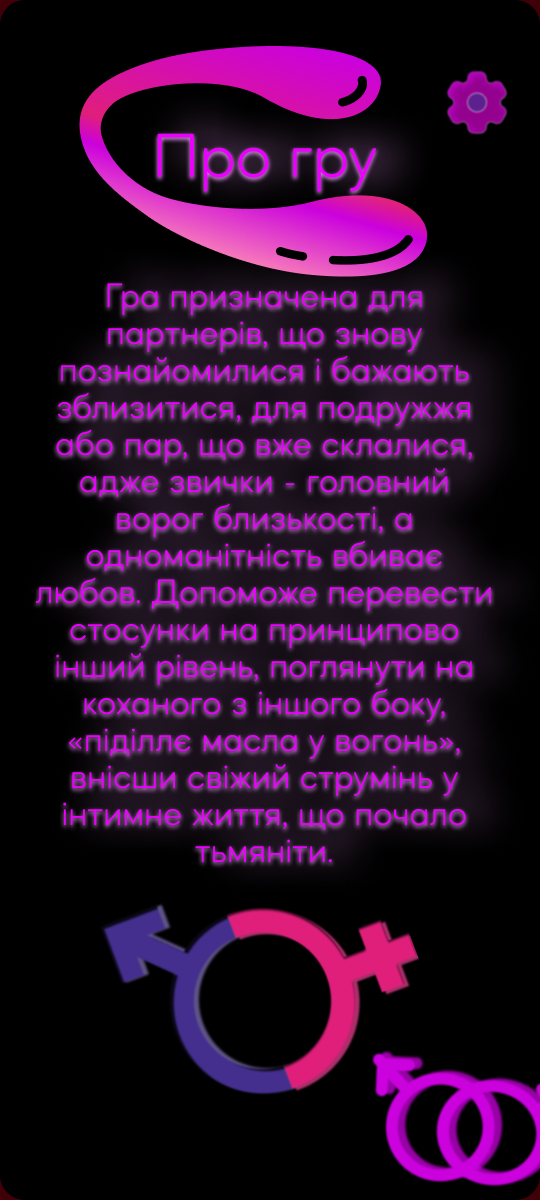 Про гру
Гра призначена для
партнерів, що знову
познайомилися і бажають
зблизитися, для подружжя
або пар, що вже склалися,
адже звички - головний
ворог близькості, а
одноманітність вбиває
любов. Допоможе перевести
стосунки на принципово
інший рівень, поглянути на
коханого з іншого боку,
«піділлє масла у вогонь»,
внісши свіжий струмінь у
інтимне життя, що почало
тьмяніти.